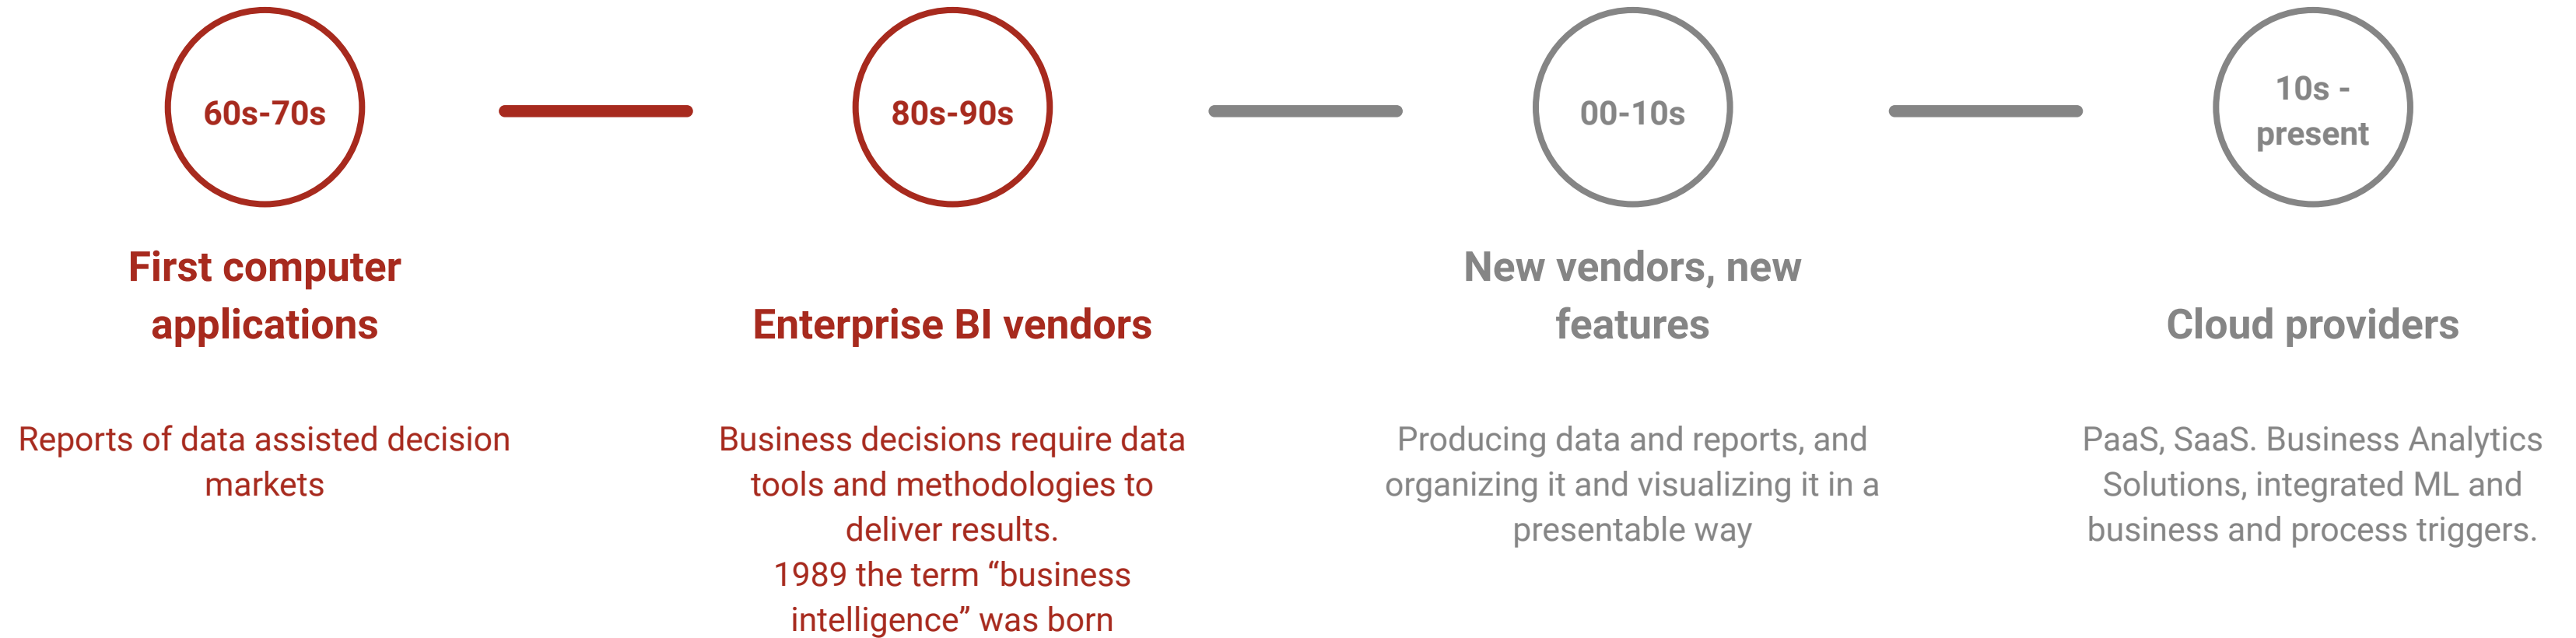 60s-70s
First computer
applications
Reports of data assisted decision
markets
80s-90s
Enterprise BI vendors
Business decisions require data
tools and methodologies to
deliver results.
1989 the term “business
intelligence” was born
00-10s
New vendors, new
features
Producing data and reports, and
organizing it and visualizing it in a
presentable way
10s -
present
Cloud providers
PaaS, SaaS. Business Analytics
Solutions, integrated ML and
business and process triggers.